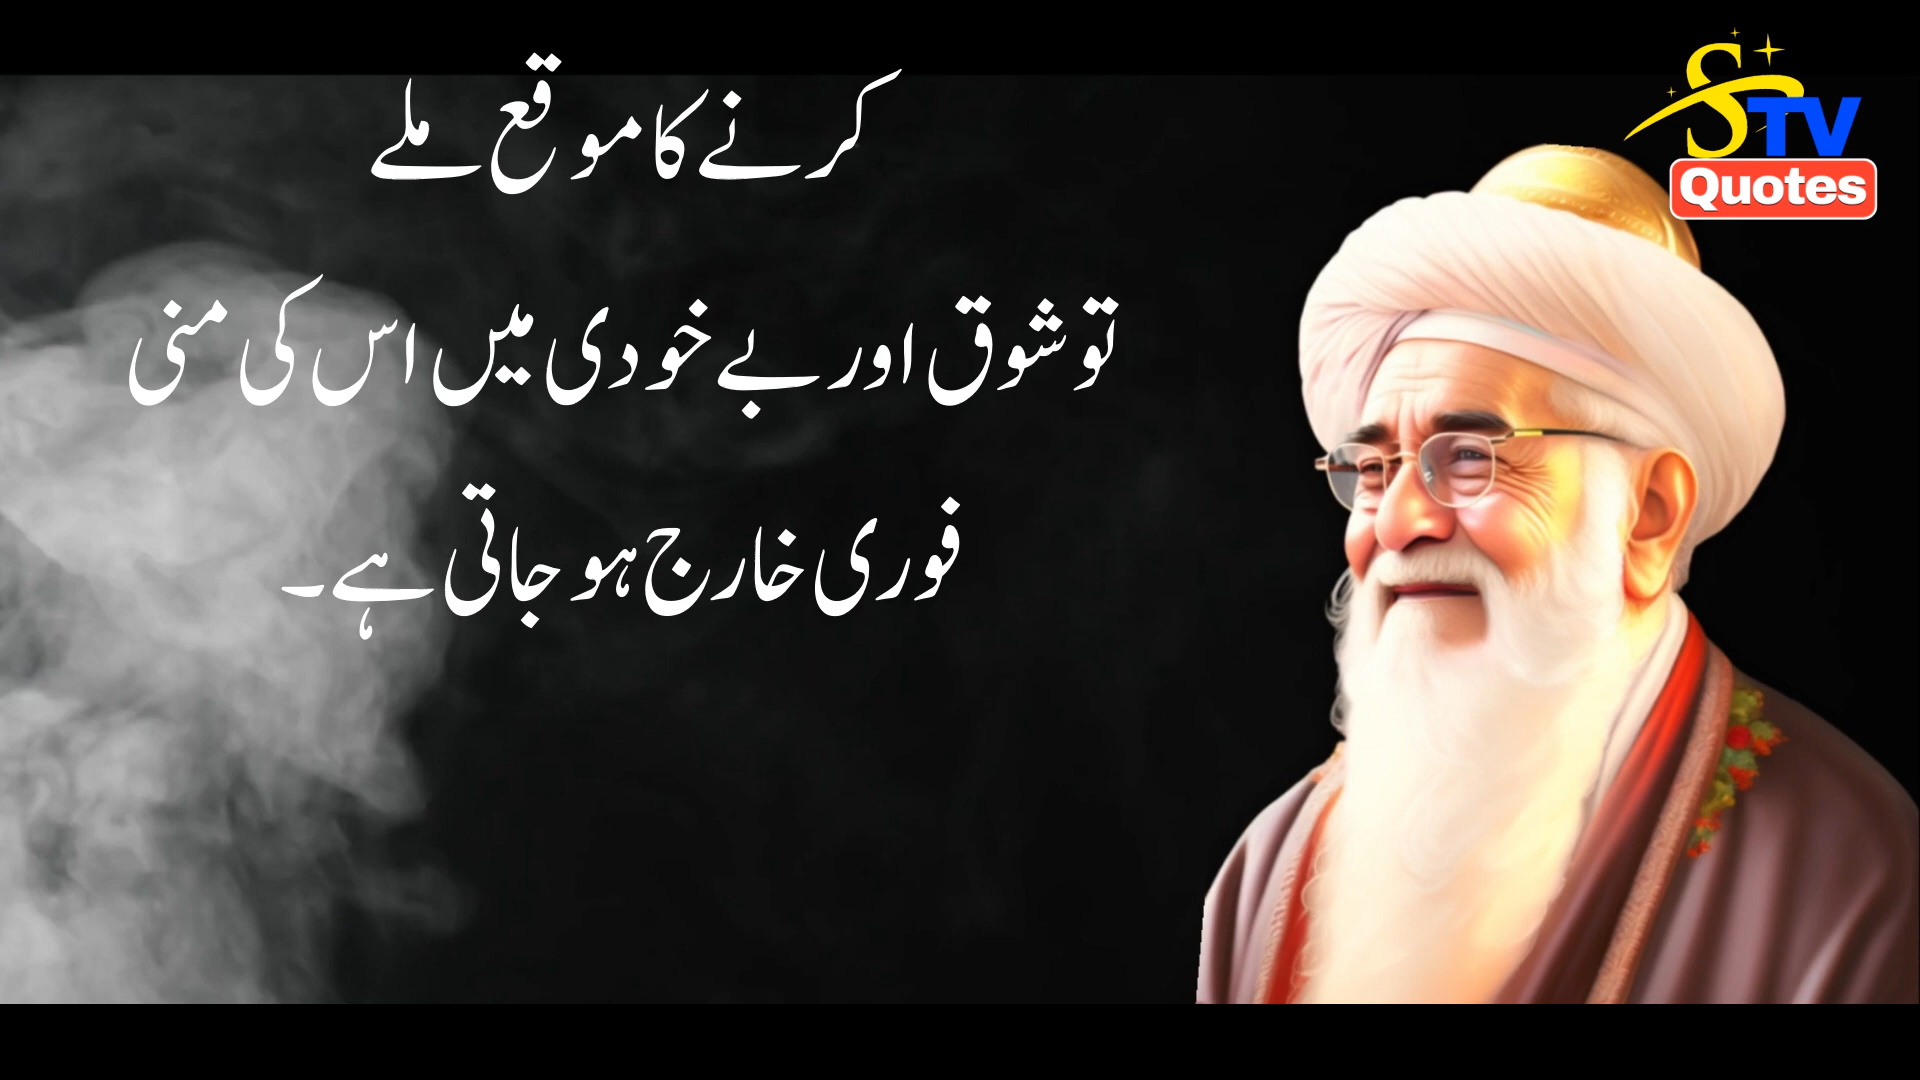 کرنے کا موقع ملے
تو شوق اور بے خودی میں اس کی منی
فوری خارج ہو جاتی ہے۔
STV
Quotes